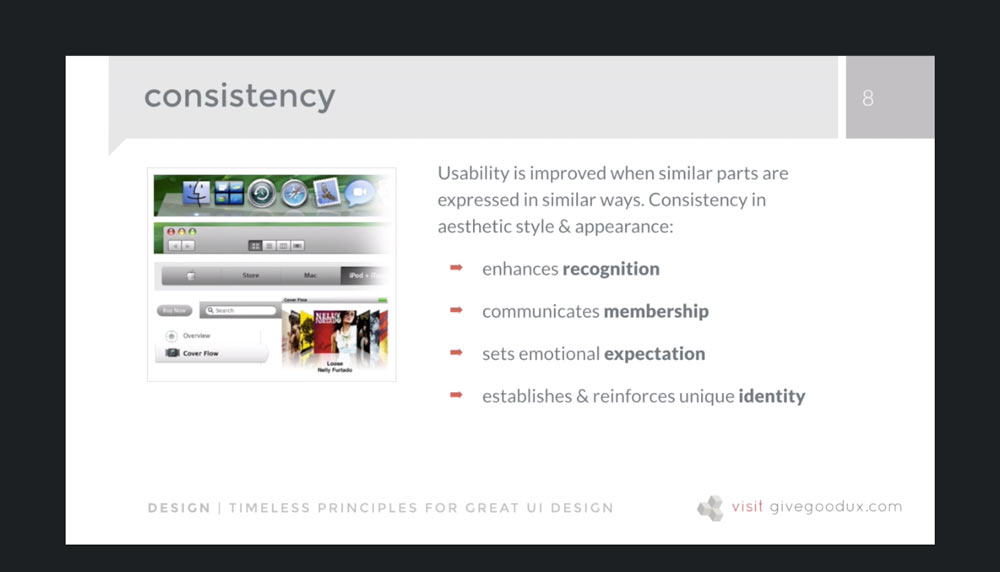 consistency
8
Store Mac iPod + iTu
Buy Now Search
Overview
Cover Flow
Cover Flow
NELLY
FURTADO
Loose
Nelly Furtado
Usability is improved when similar parts are
expressed in similar ways. Consistency in
aesthetic style & appearance:
➡ enhances recognition
➡ communicates membership
➡ sets emotional expectation
➡ establishes & reinforces unique identity
DESIGN | TIMELESS PRINCIPLES FOR GREAT UI DESIGN
visit givegoodux.com